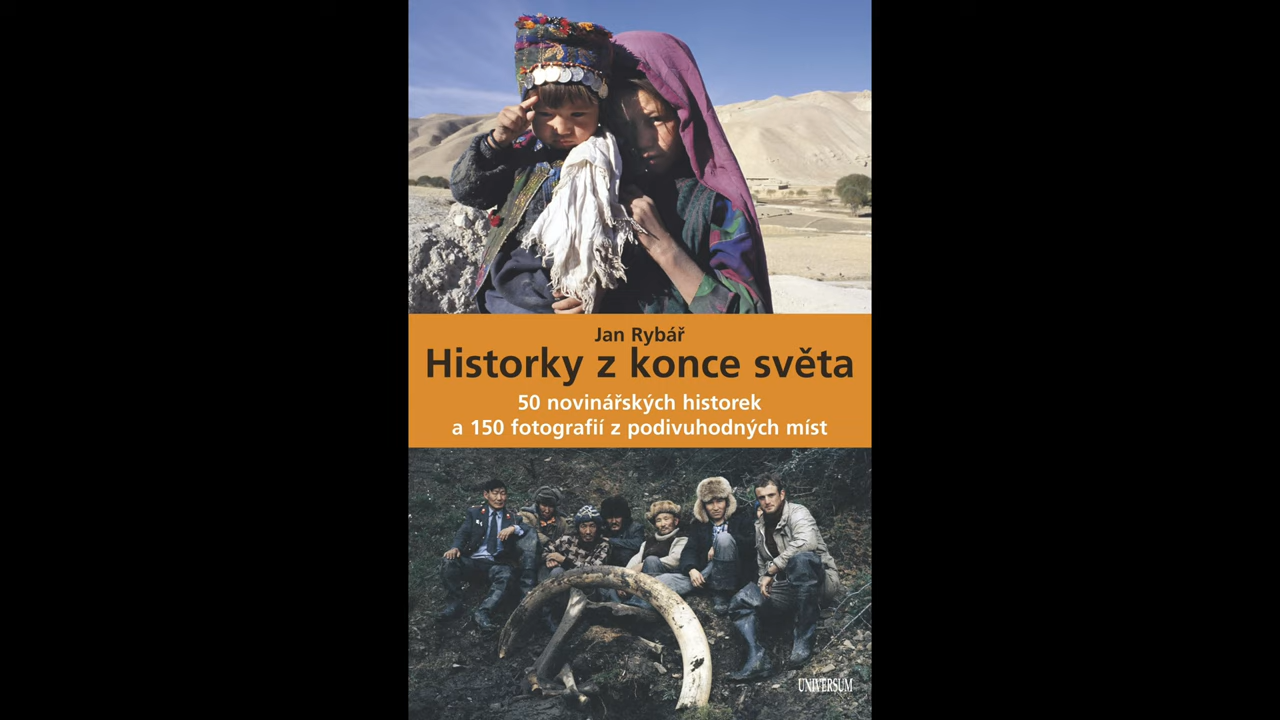 Jan Rybář
Historky z konce světa
50 novinářských historek
a 150 fotografií z podivuhodných míst
UNIVERSUM